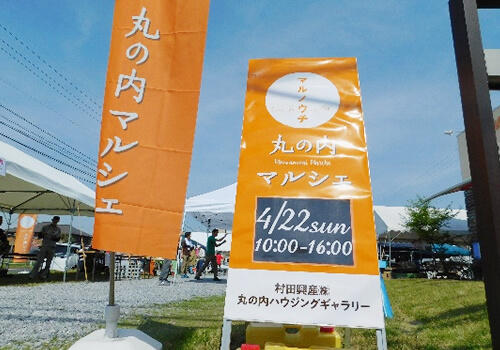 丸の内マルシェ
マルノウチ
丸の内
マルシェ
4/22sun
10:00-16:00
村田興産㈱
丸の内ハウジングギャラリー